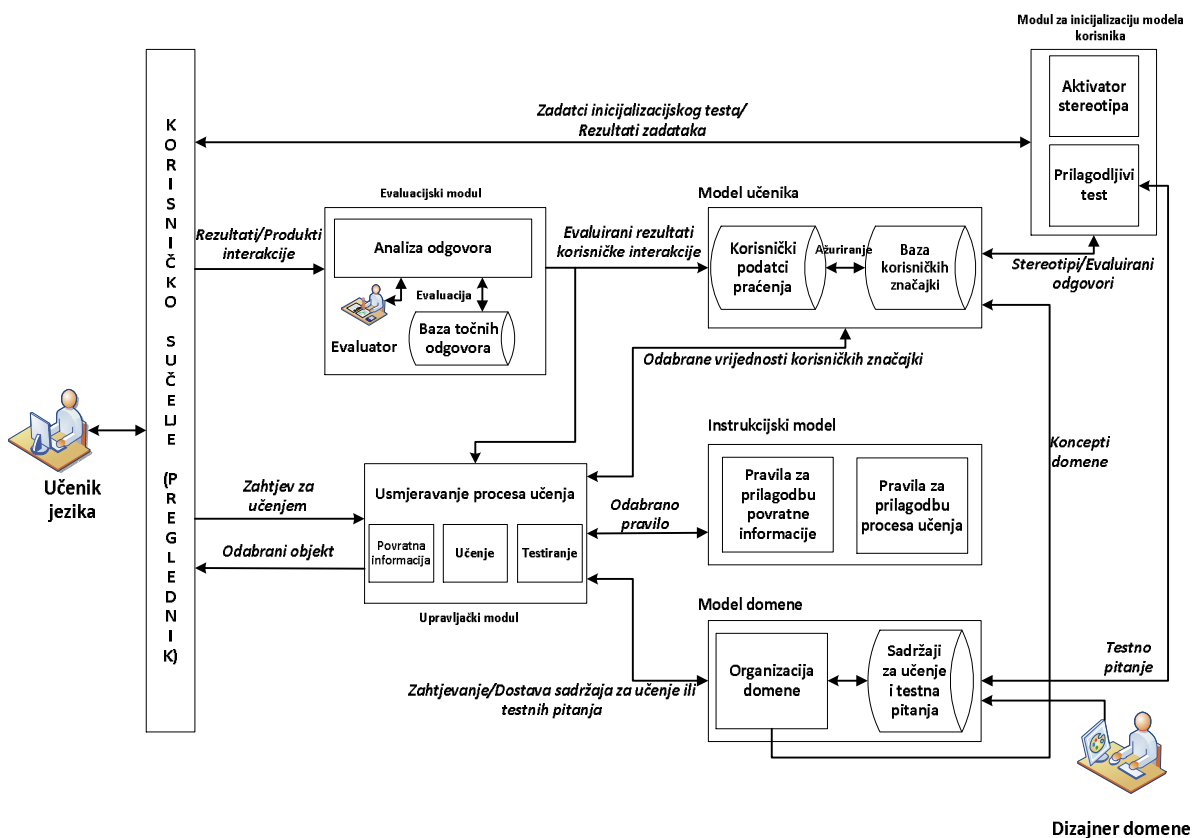 Modul za inicijalizaciju modela
korisnika
Aktivator
stereotipa
Prilagodljivi
test
Zadatci inicijalizacijskog testa/
Rezultati zadataka
KORISNIČKO SUČELJE (PREGLEDNIK)
Evaluacijski modul
Model učenika
Rezultati/Produkti
interakcije
Analiza odgovora
Evaluacija
Evaluator
Baza točnih
odgovora
Evaluirani rezultati
korisničke interakcije
Korisnički
podatci
praćenja
Ažuriranje
Baza
korisničkih
značajki
Stereotipi/Evaluirani
odgovori
Odabrane vrijednosti korisničkih značajki
Učenik
jezika
Instrukcijski model
Koncepti
domene
Zahtjev za
učenjem
Usmjeravanje procesa učenja
Odabrano
pravilo
Pravila za
prilagodbu
povratne
informacije
Pravila za
prilagodbu
procesa učenja
Odabrani objekt
Povratna
informacija
Učenje
Testiranje
Upravljački modul
Model domene
Organizacija
domene
Sadržaji
za učenje
i testna
pitanja
Testno
pitanje
Zahtjevanje/Dostava sadržaja za učenje ili
testnih pitanja
Dizajner domene